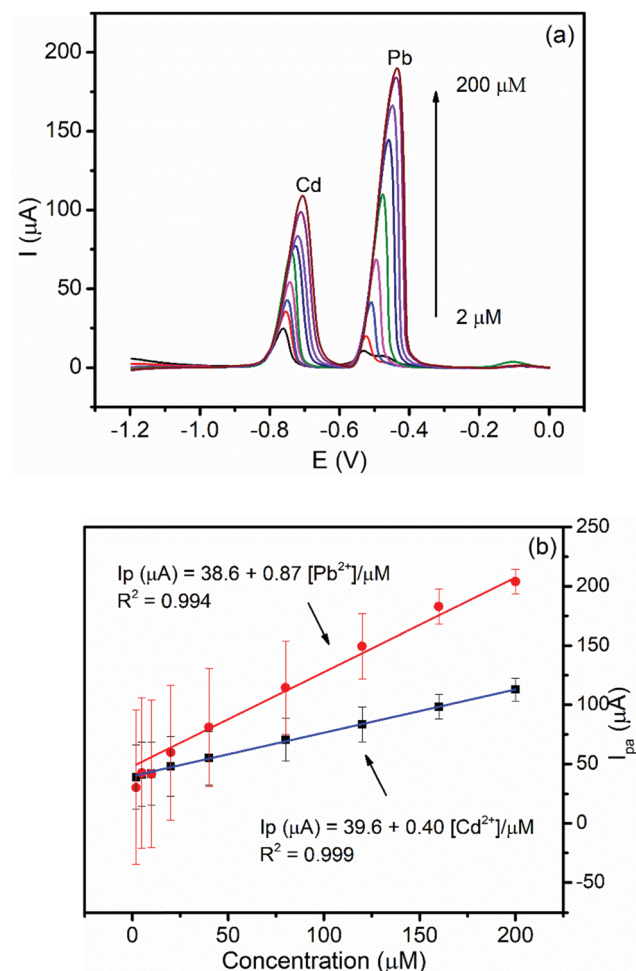 (a)
200
150
100
50
0
I (μA)
Cd
Pb
200 μM
2 μM
-1.2 -1.0 -0.8 -0.6 -0.4 -0.2 0.0
E (V)
(b)
Ip (μA) = 38.6 + 0.87 [Pb²⁺]/μM
R² = 0.994
Ip (μA) = 39.6 + 0.40 [Cd²⁺]/μM
R² = 0.999
250
200
150
100
50
0
-50
Iₚₐ (μA)
0 50 100 150 200
Concentration (μM)